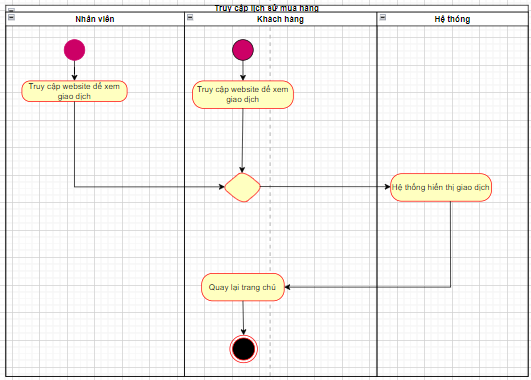 Truy cập lịch sử mua hàng
Nhân viên
Khách hàng
Hệ thống
Truy cập website để xem
giao dịch
Truy cập website để xem
giao dịch
Hệ thống hiển thị giao dịch
Quay lại trang chủ